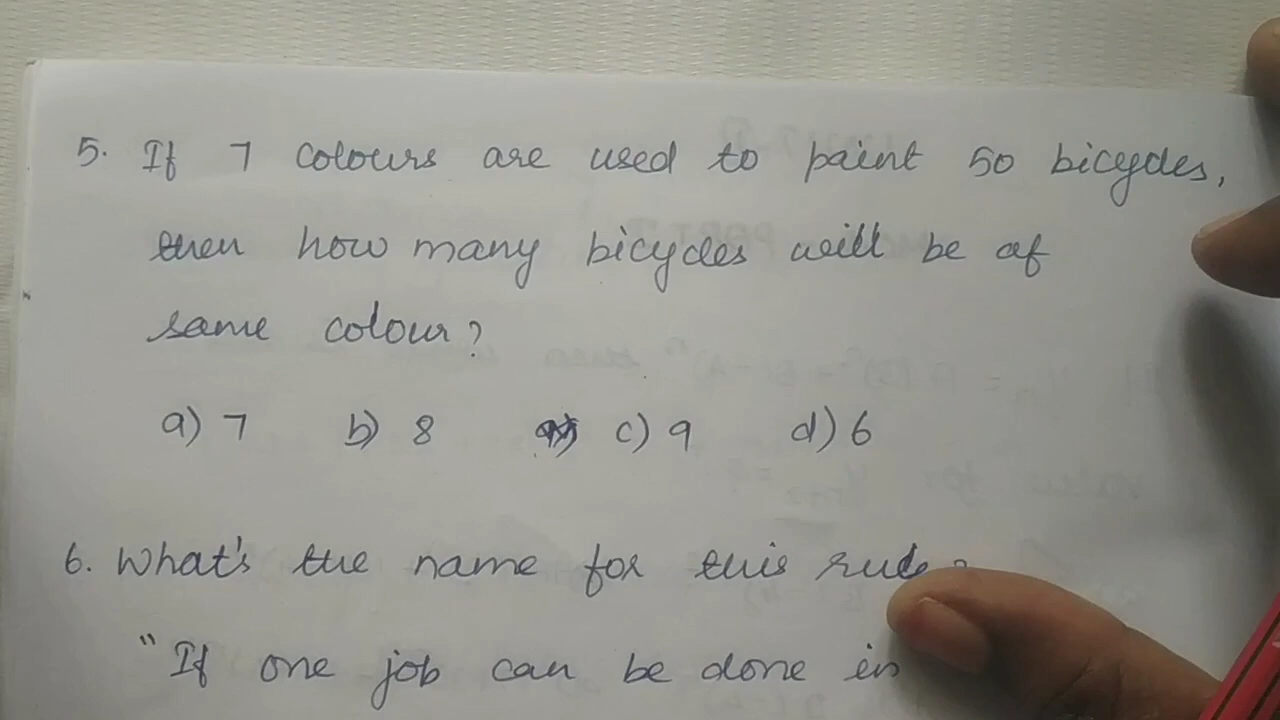 5. If 7 colours are used to paint 50 bicycles,
then how many bicycles will be of
same colour?
a) 7 b) 8 c) 9 d) 6
6. What's the name for this rule?
"If one job can be done in